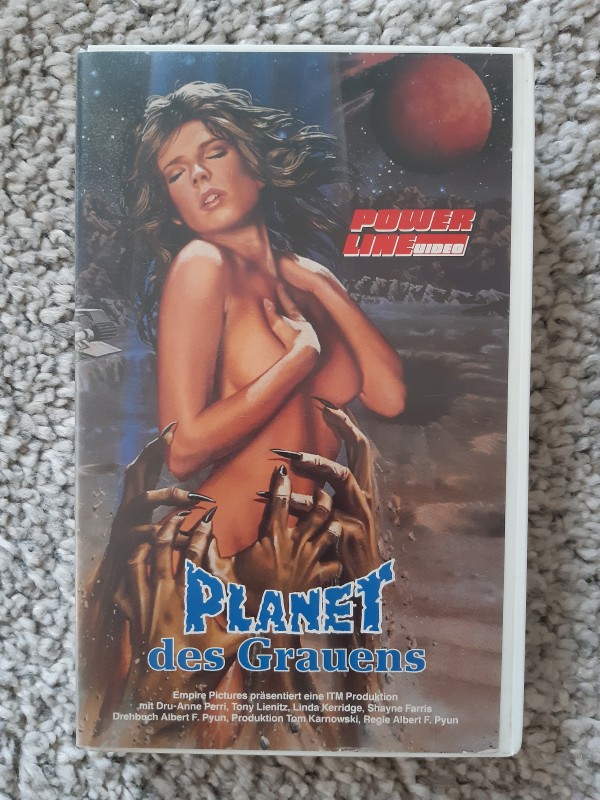 POWER
LINE VIDEO
PLANET
des Grauens
Empire Pictures präsentiert eine ITM Produktion
mit Dru-Anne Perri, Tony Lienitz, Linda Kerridge, Shayne Farris
Drehboch Albert F. Pyun, Produktion Tom Karnowski, Regie Albert F. Pyun